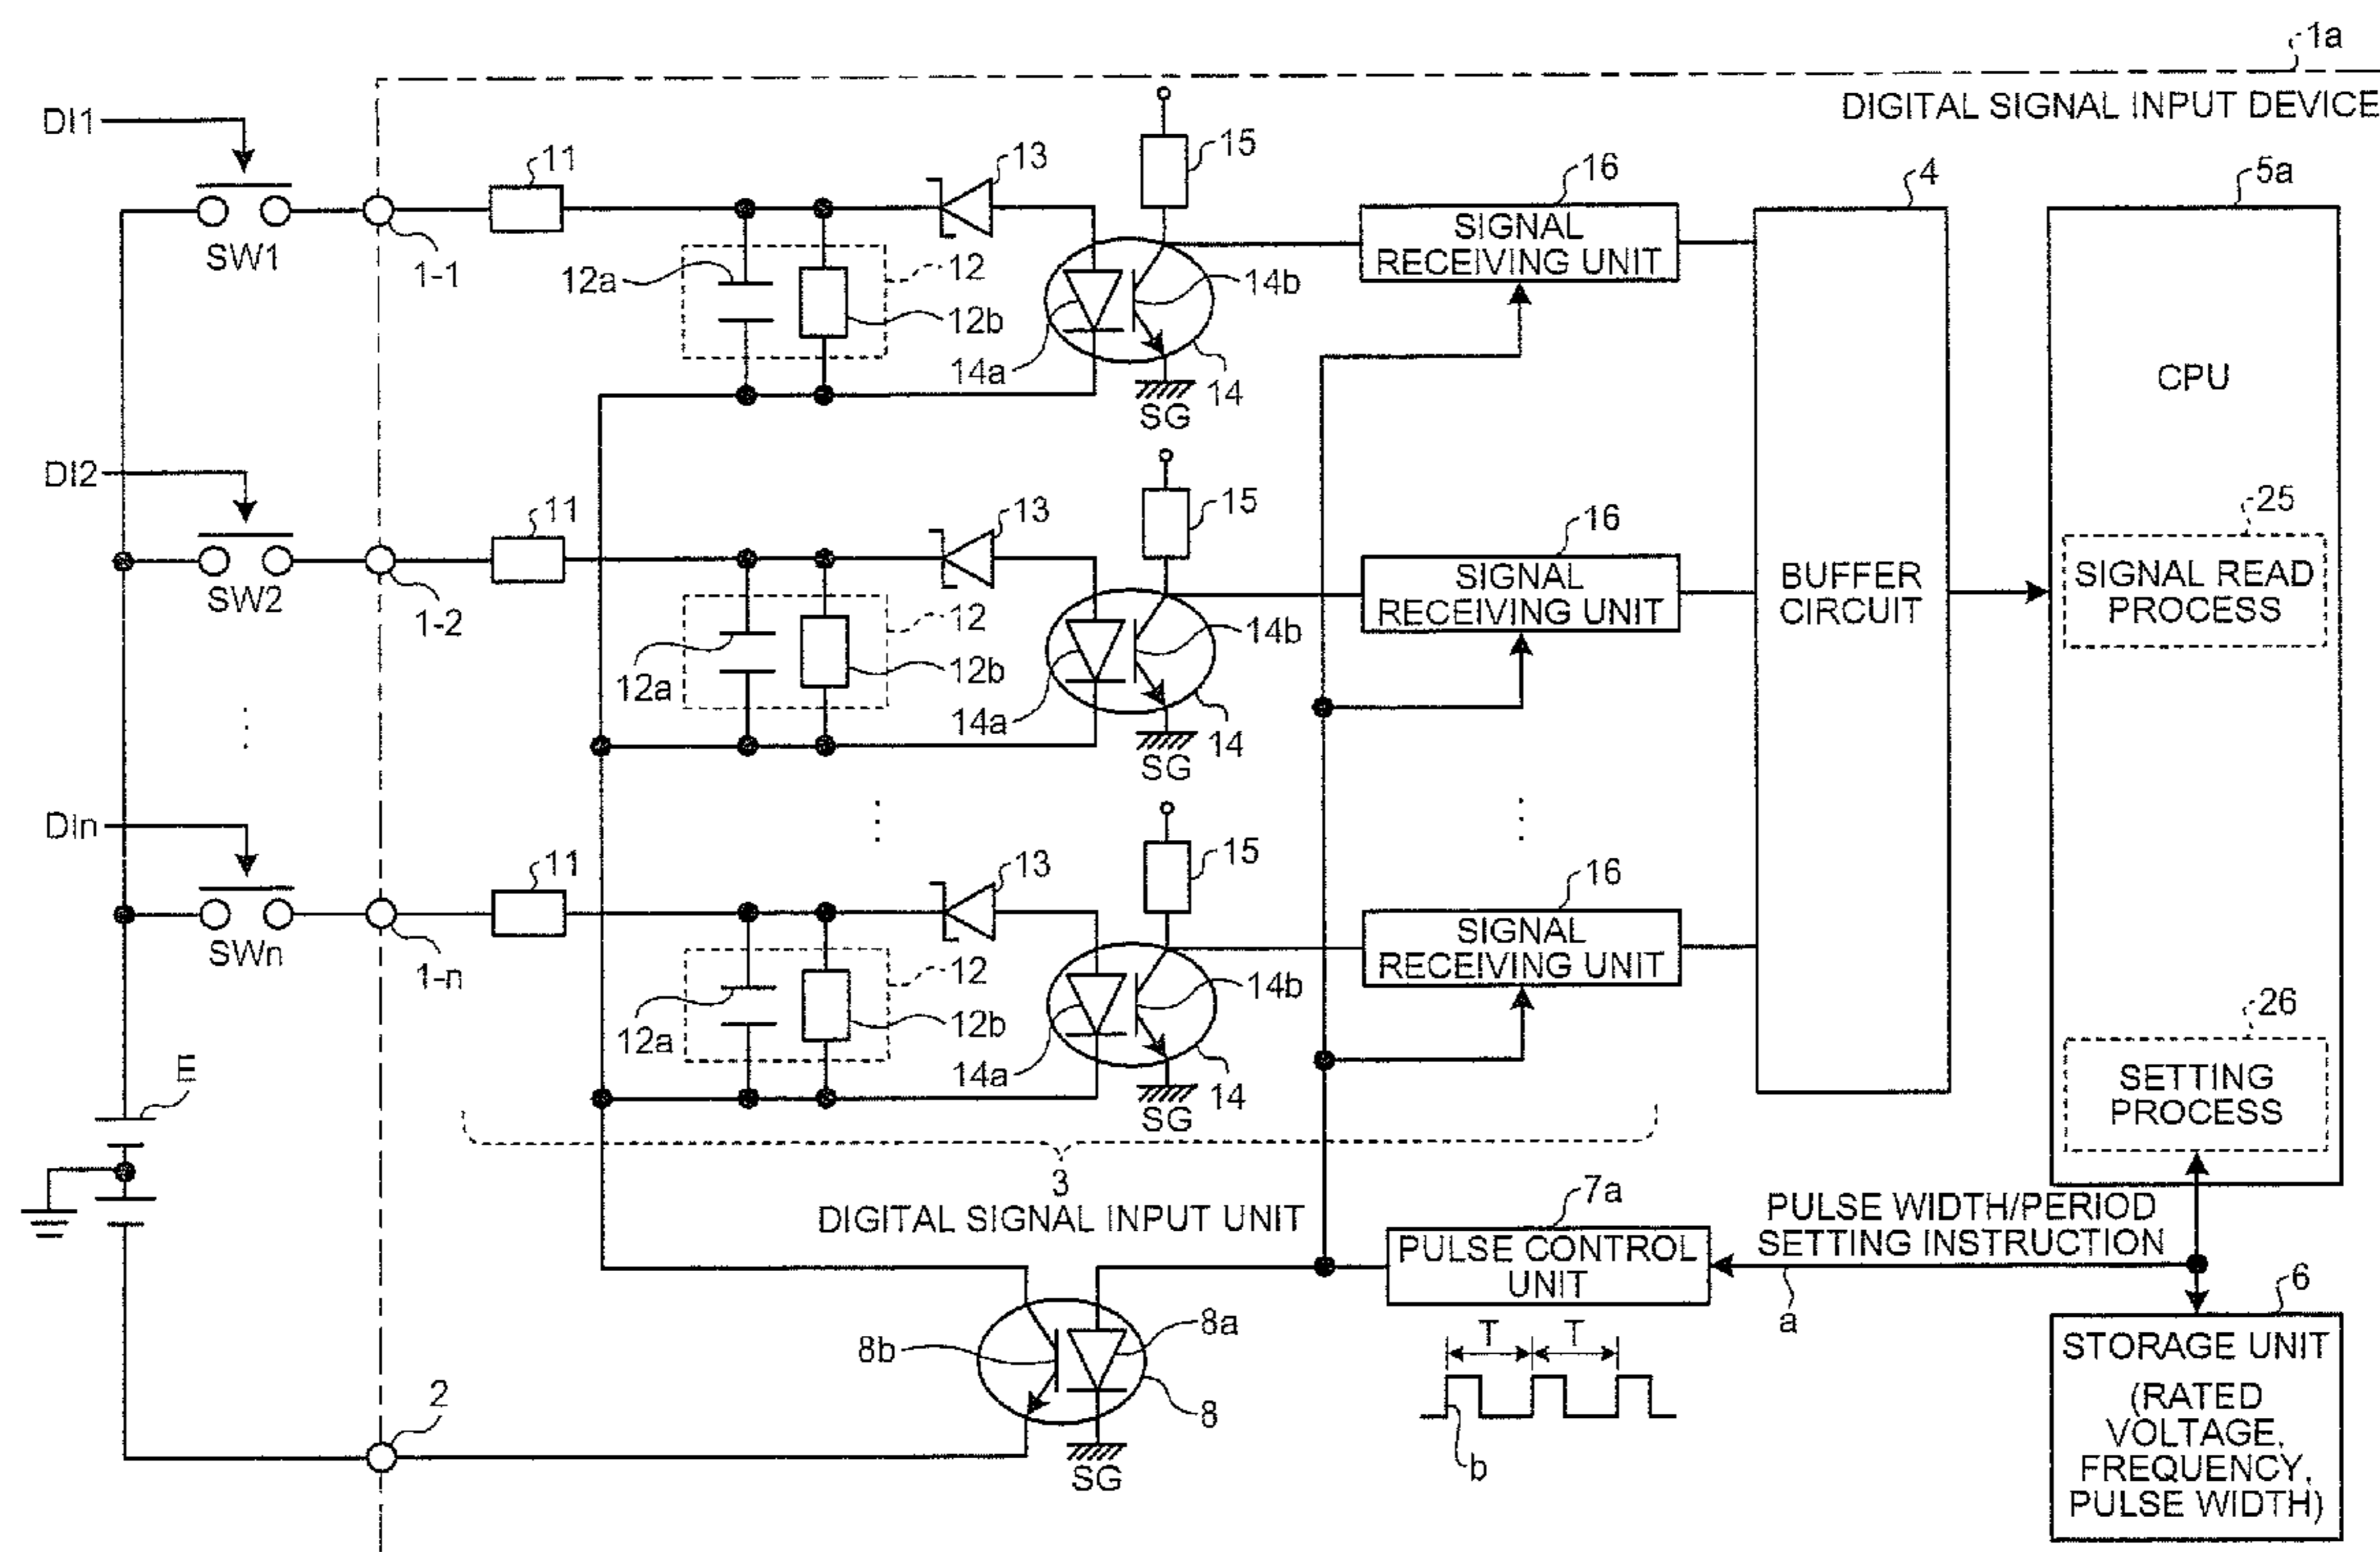 1a
DIGITAL SIGNAL INPUT DEVICE
DI1
SW1
1-1
11
12a
12
12b
13
14a
14b
14
SG
15
16
SIGNAL
RECEIVING UNIT
4
BUFFER
CIRCUIT
5a
CPU
DI2
SW2
1-2
11
12a
12
12b
13
14a
14b
14
SG
15
16
SIGNAL
RECEIVING UNIT
25
SIGNAL READ
PROCESS
DIn
SWn
1-n
11
12a
12
12b
13
14a
14b
14
SG
15
16
SIGNAL
RECEIVING UNIT
26
SETTING
PROCESS
E
3
DIGITAL SIGNAL INPUT UNIT
7a
PULSE CONTROL
UNIT
PULSE WIDTH/PERIOD
SETTING INSTRUCTION
a
6
STORAGE UNIT
(RATED
VOLTAGE,
FREQUENCY,
PULSE WIDTH)
8b
8a
8
SG
T T
b
2